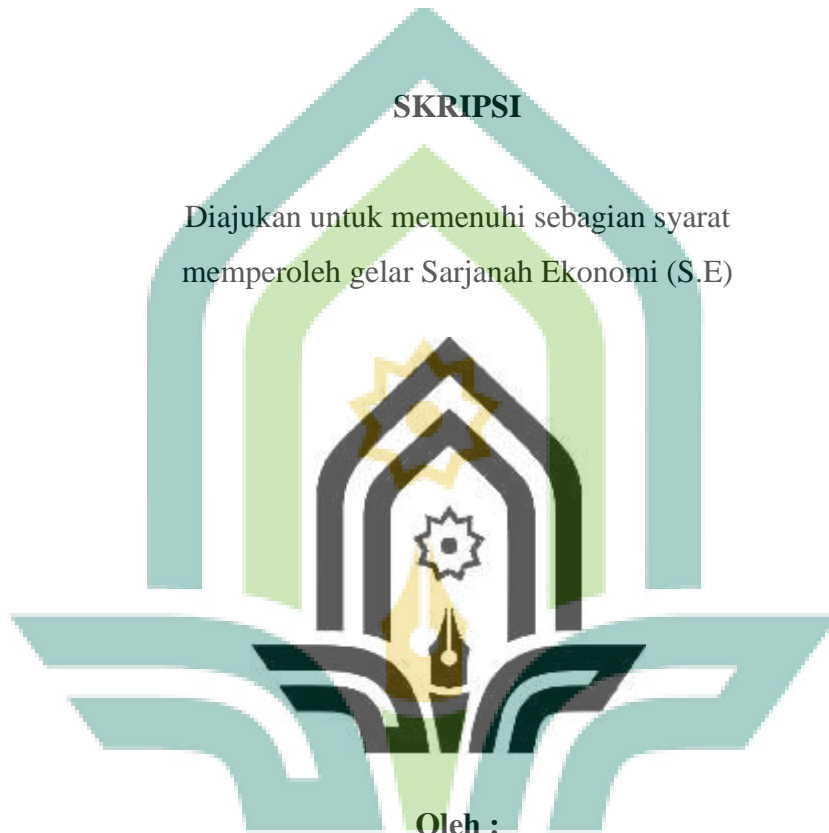 SKRIPSI
Diajukan untuk memenuhi sebagian syarat
memperoleh gelar Sarjanah Ekonomi (S.E)
Oleh :